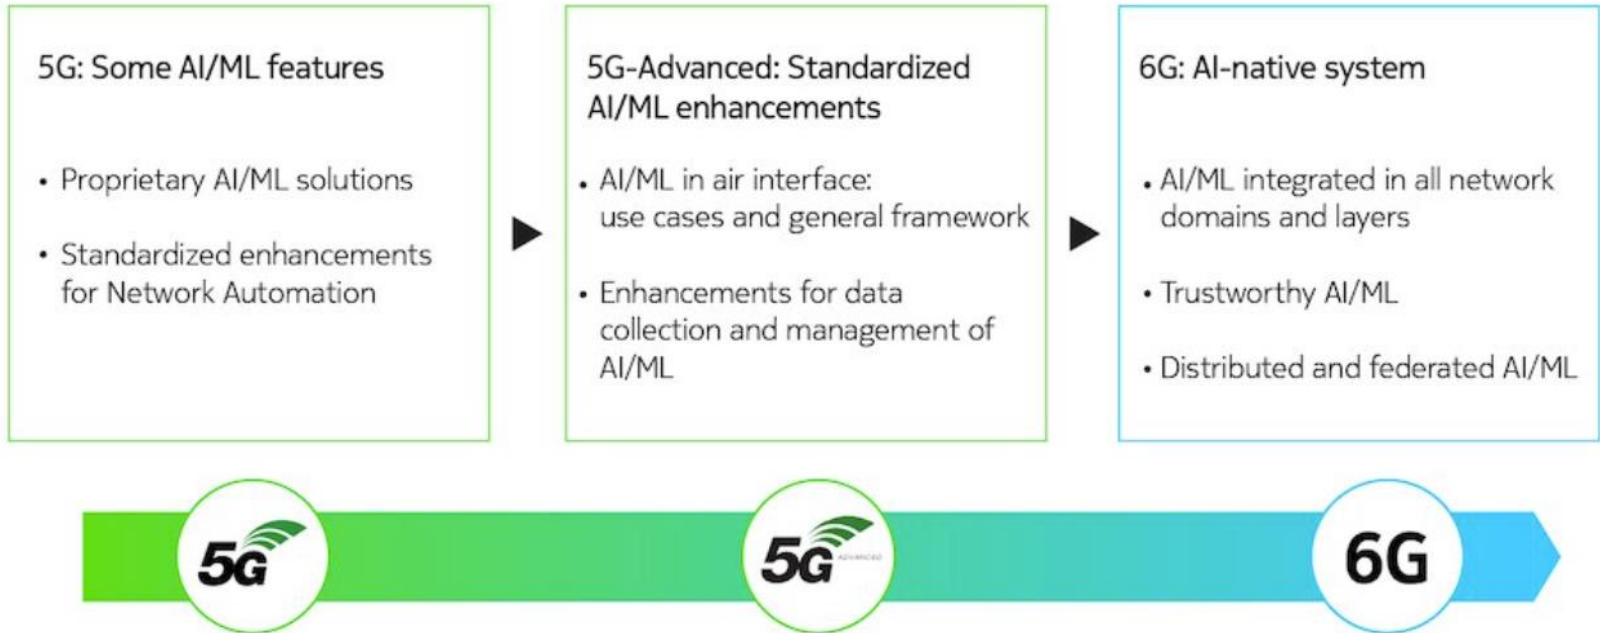 5G: Some AI/ML features
• Proprietary AI/ML solutions
• Standardized enhancements
for Network Automation
5G-Advanced: Standardized
AI/ML enhancements
• AI/ML in air interface:
use cases and general framework
• Enhancements for data
collection and management of
AI/ML
6G: AI-native system
• AI/ML integrated in all network
domains and layers
• Trustworthy AI/ML
• Distributed and federated AI/ML
5G
5G ADVANCED
6G